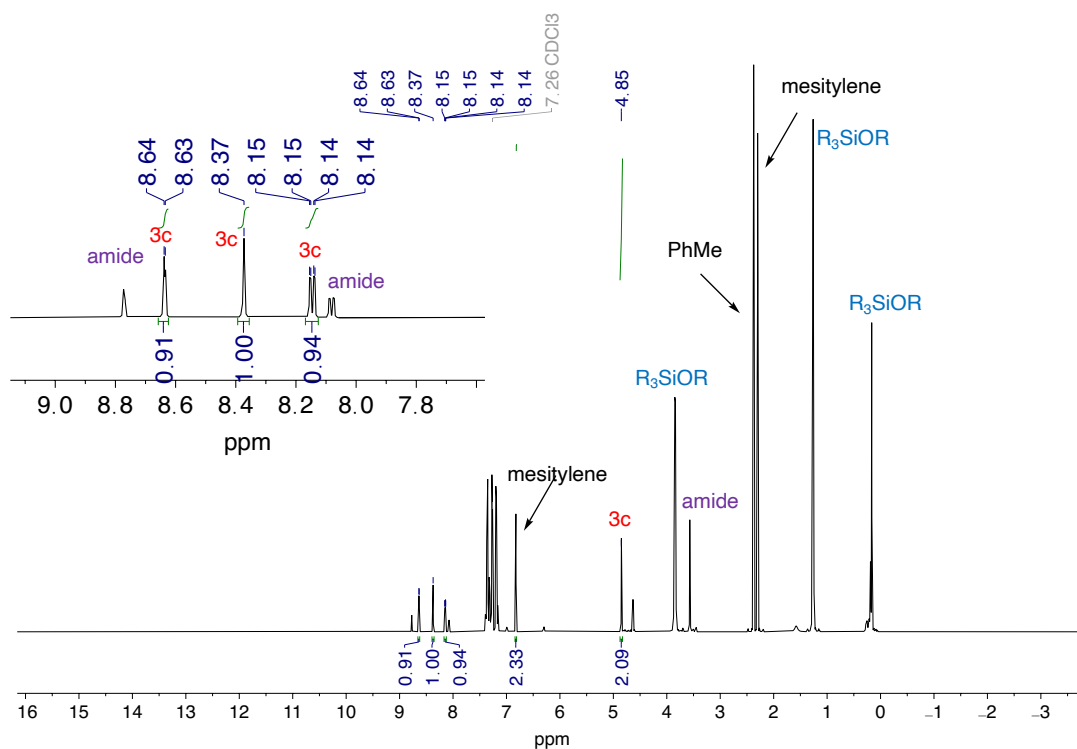 8.64
8.63
8.37
8.15
8.15
8.14
8.14
7.26 CDCl3
4.85
8.64
8.63
8.37
8.15
8.15
8.14
8.14
mesitylene
R₃SiOR
3c
3c
3c
amide
amide
PhMe
R₃SiOR
0.91
1.00
0.94
9.0 8.8 8.6 8.4 8.2 8.0 7.8
ppm
R₃SiOR
mesitylene
amide
3c
0.91
1.00
0.94
2.33
2.09
16 15 14 13 12 11 10 9 8 7 6 5 4 3 2 1 0 −1 −2 −3
ppm